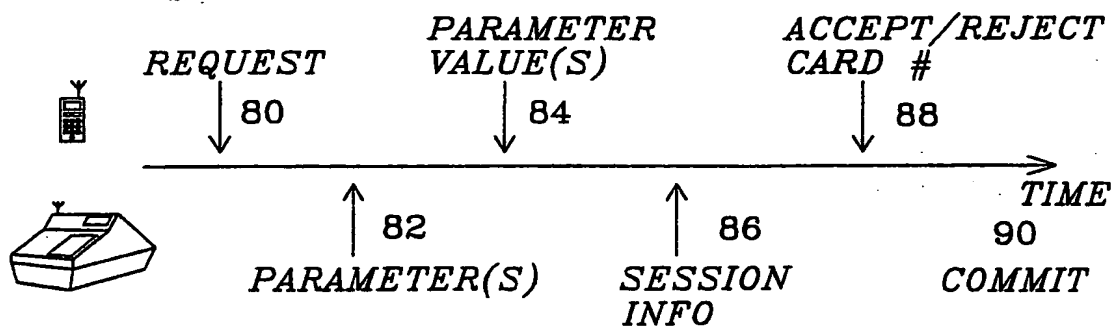 REQUEST
80
PARAMETER
VALUE(S)
84
ACCEPT/REJECT
CARD #
88
TIME
82
PARAMETER(S)
86
SESSION
INFO
90
COMMIT